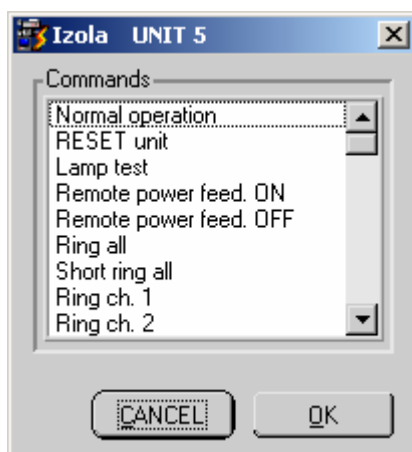 Izola UNIT 5
Commands
Normal operation
RESET unit
Lamp test
Remote power feed. ON
Remote power feed. OFF
Ring all
Short ring all
Ring ch. 1
Ring ch. 2
CANCEL OK